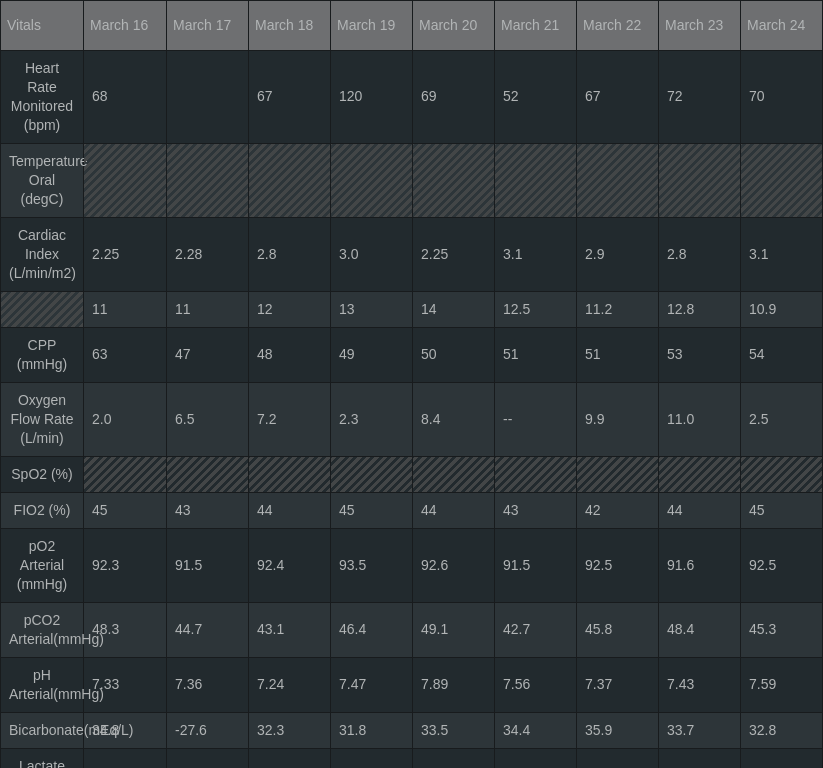 Vitals March 16 March 17 March 18 March 19 March 20 March 21 March 22 March 23 March 24
Heart
Rate
Monitored
(bpm)
68 67 120 69 52 67 72 70
Temperature
Oral
(degC)
Cardiac
Index
(L/min/m2)
2.25 2.28 2.8 3.0 2.25 3.1 2.9 2.8 3.1
11 11 12 13 14 12.5 11.2 12.8 10.9
CPP
(mmHg)
63 47 48 49 50 51 51 53 54
Oxygen
Flow Rate
(L/min)
2.0 6.5 7.2 2.3 8.4 -- 9.9 11.0 2.5
SpO2 (%)
FIO2 (%) 45 43 44 45 44 43 42 44 45
pO2
Arterial
(mmHg)
92.3 91.5 92.4 93.5 92.6 91.5 92.5 91.6 92.5
pCO2
Arterial(mmHg)
48.3 44.7 43.1 46.4 49.1 42.7 45.8 48.4 45.3
pH
Arterial(mmHg)
7.33 7.36 7.24 7.47 7.89 7.56 7.37 7.43 7.59
Bicarbonate(mEq/L) -27.6 32.3 31.8 33.5 34.4 35.9 33.7 32.8
Lactate